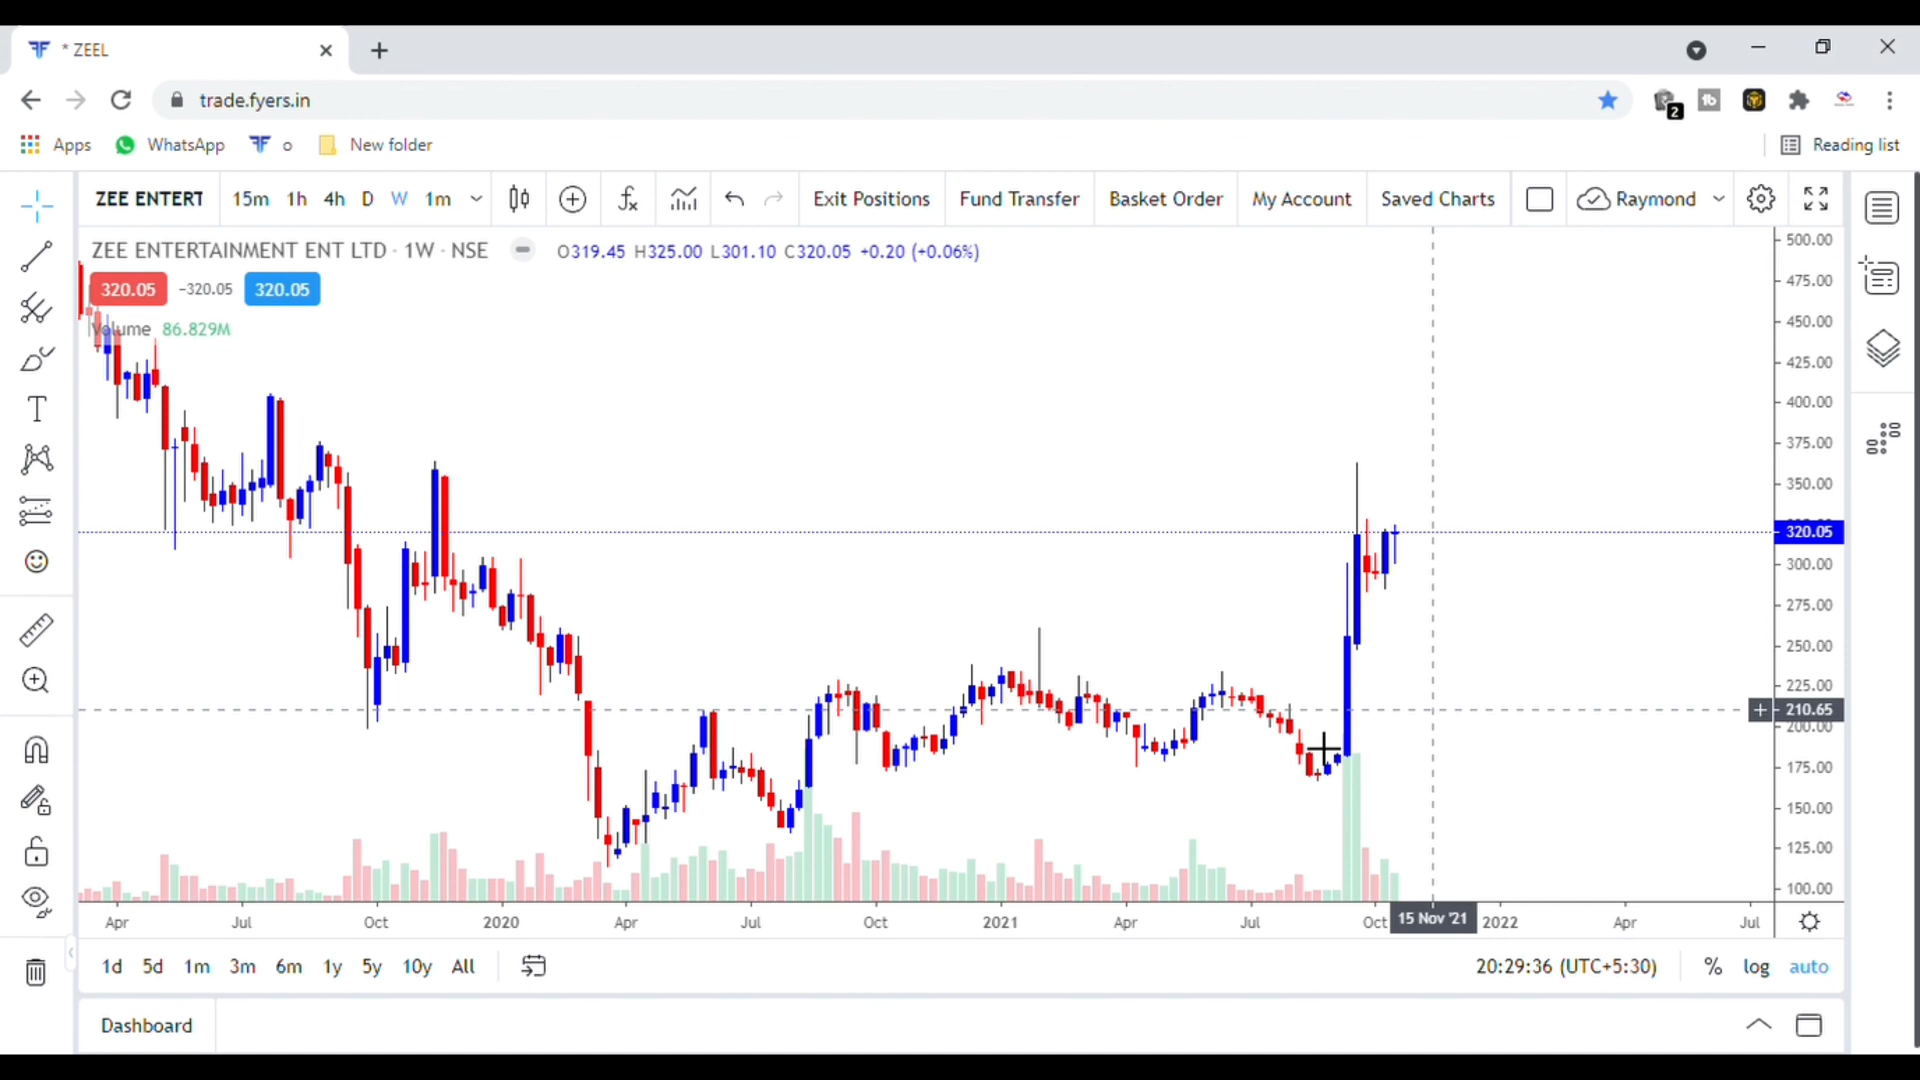 * ZEEL
trade.fyers.in
2
Apps WhatsApp o New folder Reading list
ZEE ENTERT 15m 1h 4h D W 1m Exit Positions Fund Transfer Basket Order My Account Saved Charts Raymond
ZEE ENTERTAINMENT ENT LTD · 1W · NSE O319.45 H325.00 L301.10 C320.05 +0.20 (+0.06%)
320.05 −320.05 320.05
Volume 86.829M
500.00
475.00
450.00
425.00
400.00
375.00
350.00
320.05
300.00
275.00
250.00
225.00
210.65
200.00
175.00
150.00
125.00
100.00
Apr Jul Oct 2020 Apr Jul Oct 2021 Apr Jul Oct 15 Nov '21 2022 Apr Jul
1d 5d 1m 3m 6m 1y 5y 10y All 20:29:36 (UTC+5:30) % log auto
Dashboard